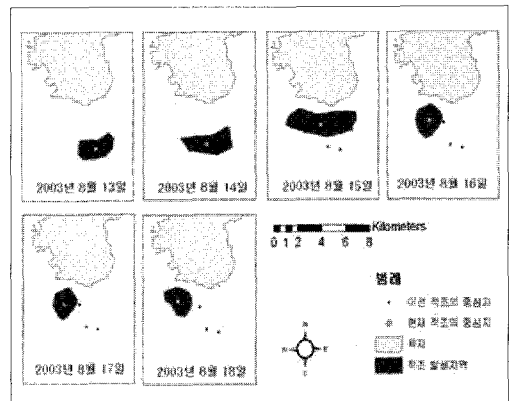 2003년 8월 13일
2003년 8월 14일
2003년 8월 15일
2003년 8월 16일
2003년 8월 17일
2003년 8월 18일
Kilometers
0 1 2 4 6 8
범례
이전 적조의 중심지
현재 적조의 중심지
육지
적조 발생지역
N
S